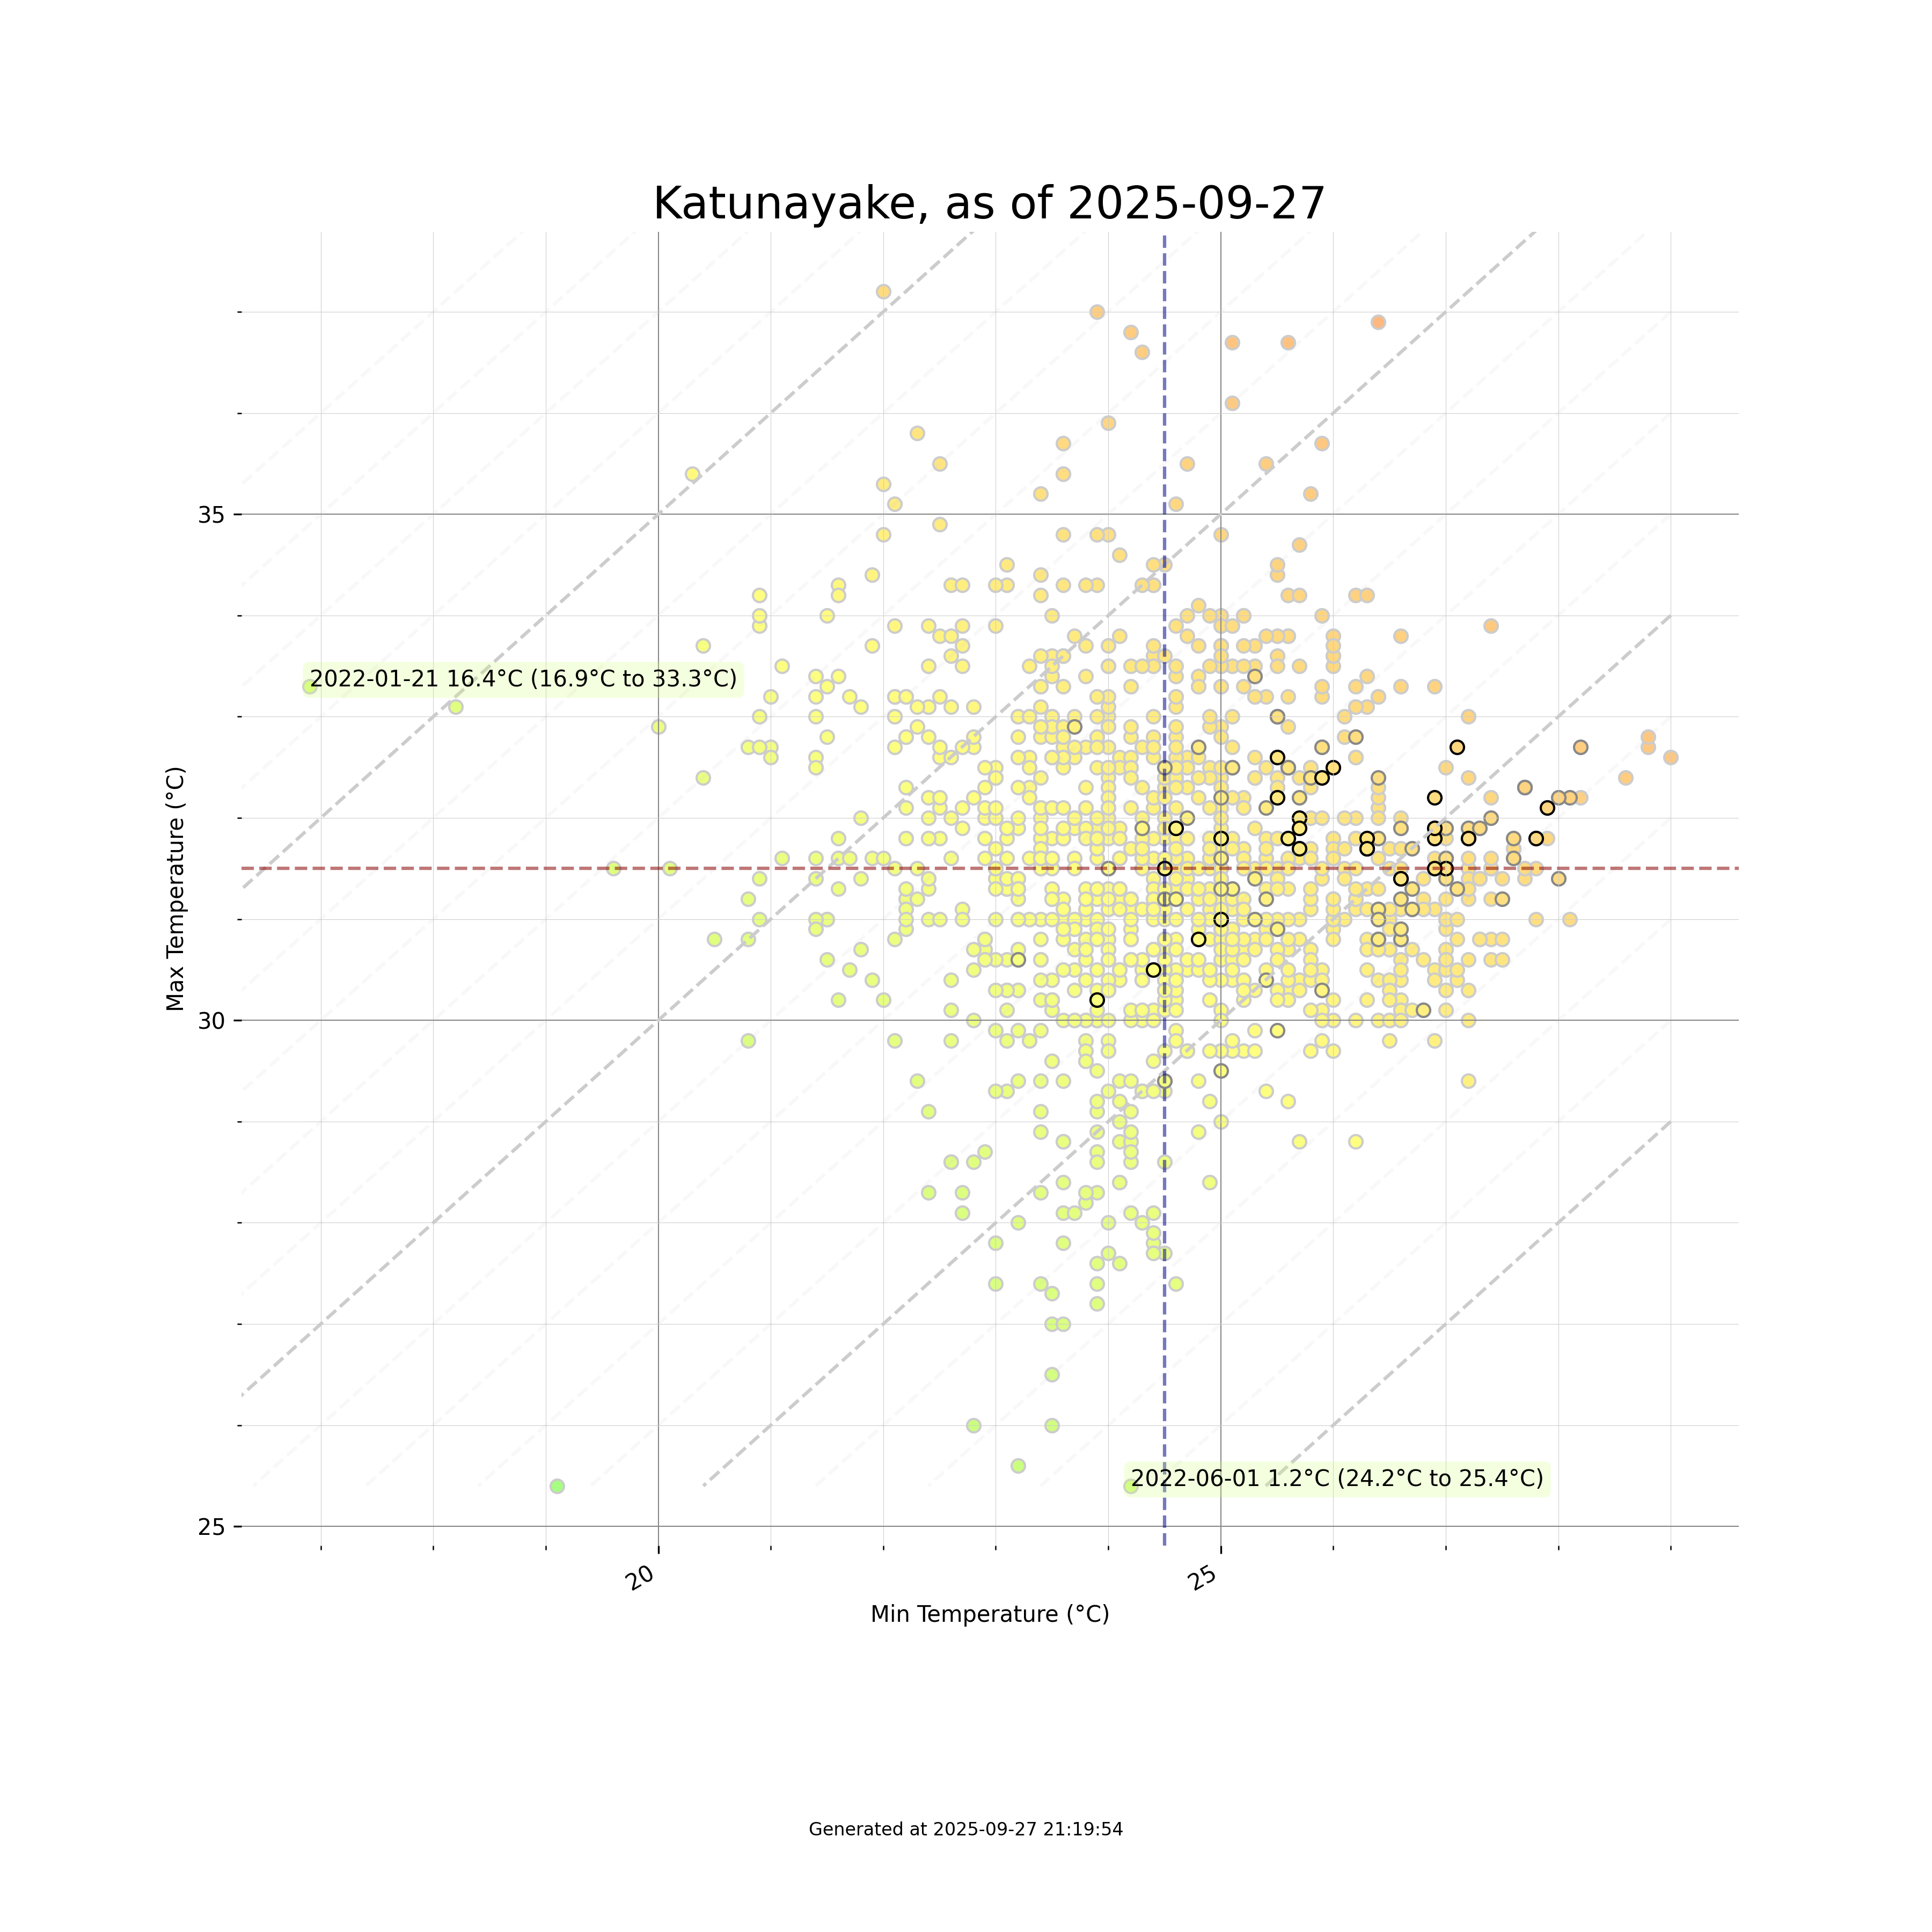 Katunayake, as of 2025-09-27
Max Temperature (°C)
35
30
25
2022-01-21 16.4°C (16.9°C to 33.3°C)
2022-06-01 1.2°C (24.2°C to 25.4°C)
20
25
Min Temperature (°C)
Generated at 2025-09-27 21:19:54